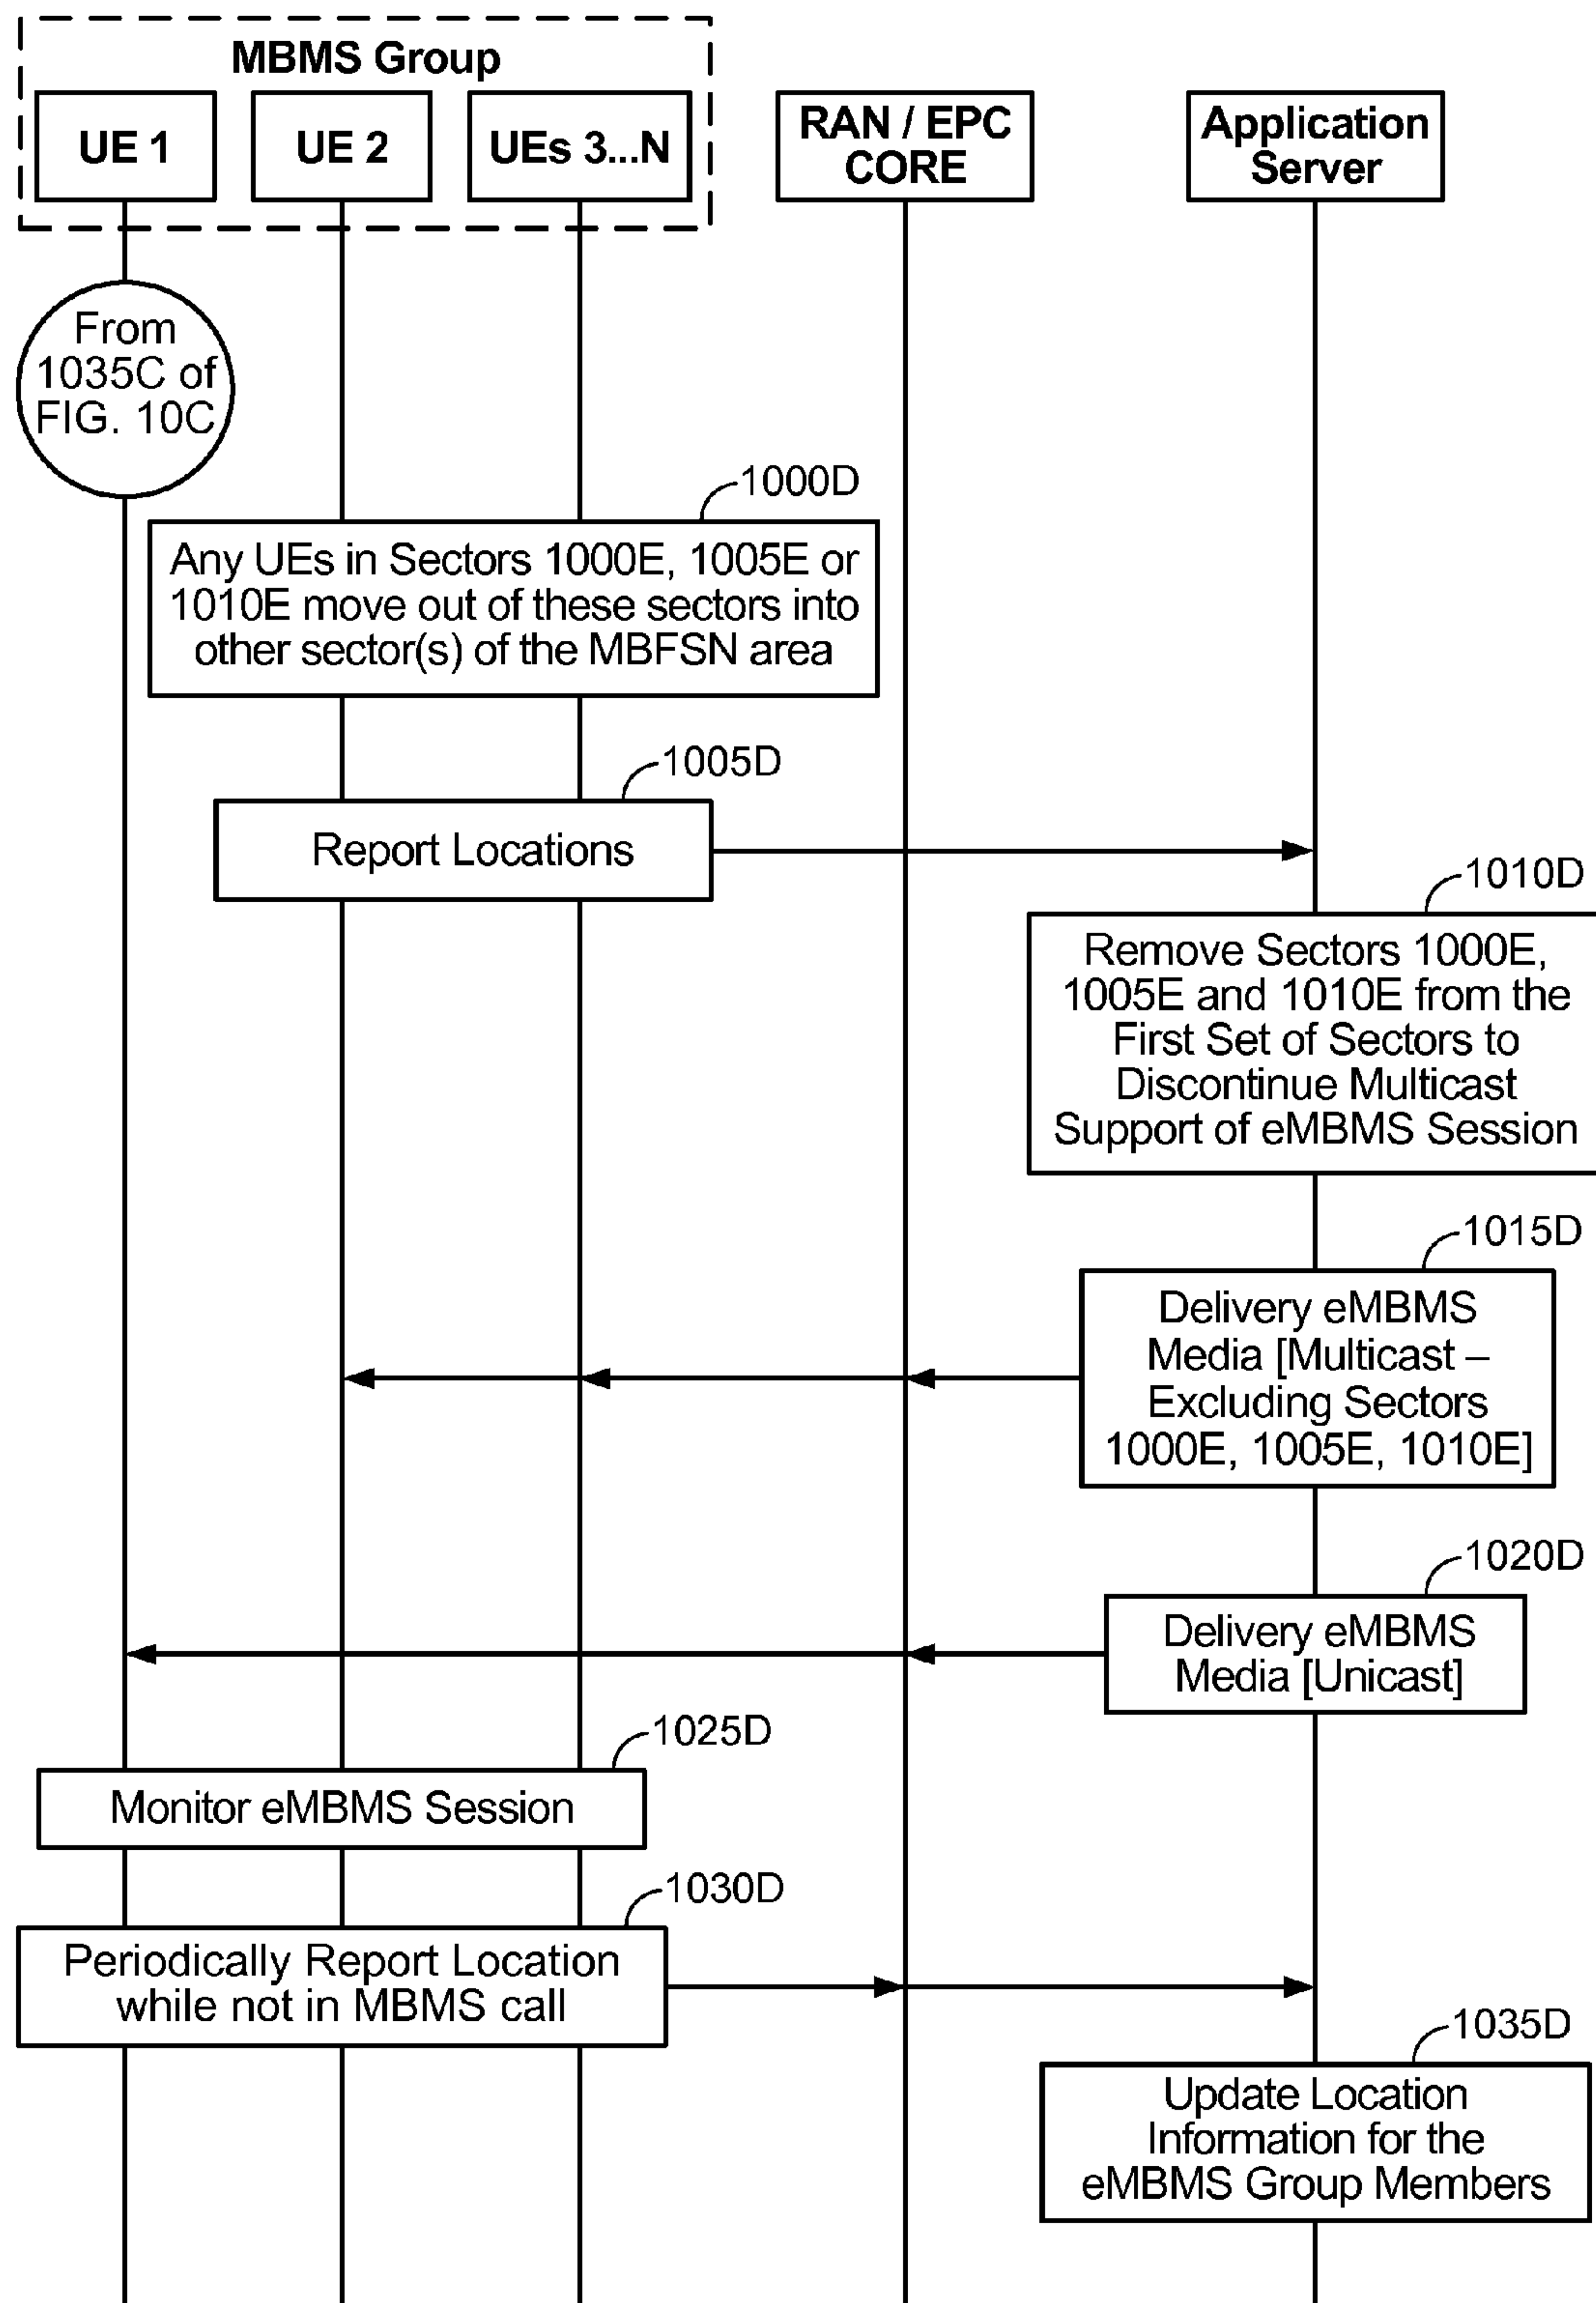 MBMS Group
UE 1
UE 2
UEs 3...N
RAN / EPC
CORE
Application
Server
From
1035C of
FIG. 10C
1000D
Any UEs in Sectors 1000E, 1005E or
1010E move out of these sectors into
other sector(s) of the MBFSN area
1005D
Report Locations
1010D
Remove Sectors 1000E,
1005E and 1010E from the
First Set of Sectors to
Discontinue Multicast
Support of eMBMS Session
1015D
Delivery eMBMS
Media [Multicast –
Excluding Sectors
1000E, 1005E, 1010E]
1020D
Delivery eMBMS
Media [Unicast]
1025D
Monitor eMBMS Session
1030D
Periodically Report Location
while not in MBMS call
1035D
Update Location
Information for the
eMBMS Group Members